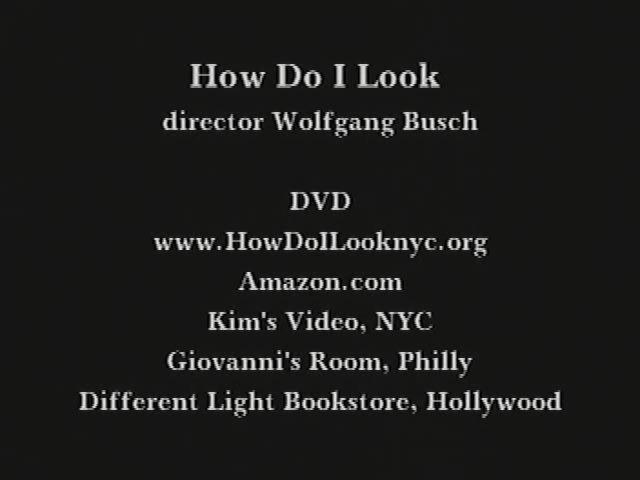 How Do I Look
director Wolfgang Busch
DVD
www.HowDoILooknyc.org
Amazon.com
Kim's Video, NYC
Giovanni's Room, Philly
Different Light Bookstore, Hollywood